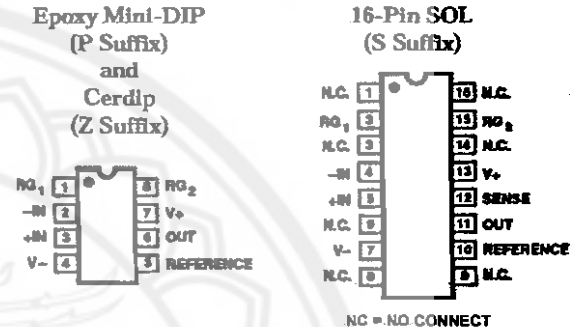 Epoxy Mini-DIP
(P Suffix)
and
Cerdip
(Z Suffix)
RG1 1 8 RG2
–IN 2 7 V+
+IN 3 6 OUT
V– 4 5 REFERENCE
16-Pin SOL
(S Suffix)
N.C. 1 16 N.C.
RG1 2 15 RG2
N.C. 3 14 N.C.
–IN 4 13 V+
+IN 5 12 SENSE
N.C. 6 11 OUT
V– 7 10 REFERENCE
N.C. 8 9 N.C.
NC = NO CONNECT